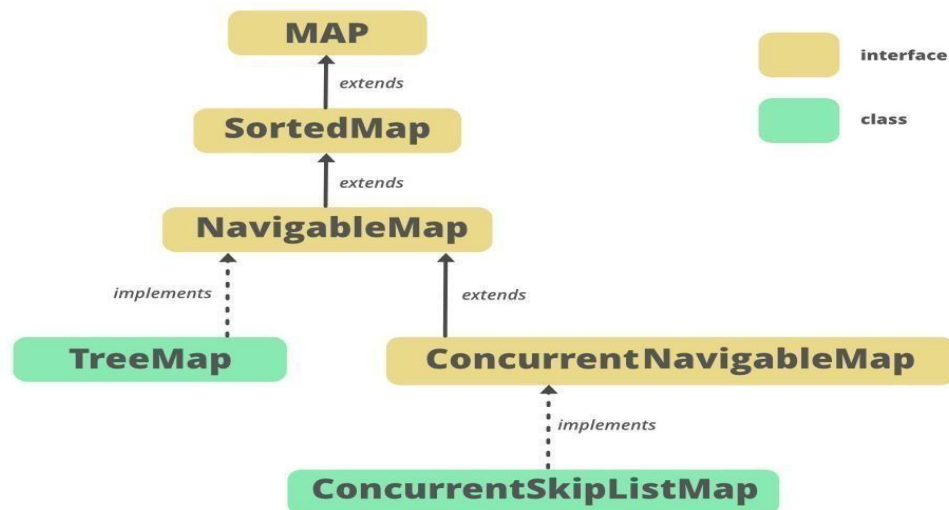 MAP
interface
extends
class
SortedMap
extends
NavigableMap
implements
extends
TreeMap
ConcurrentNavigableMap
implements
ConcurrentSkipListMap